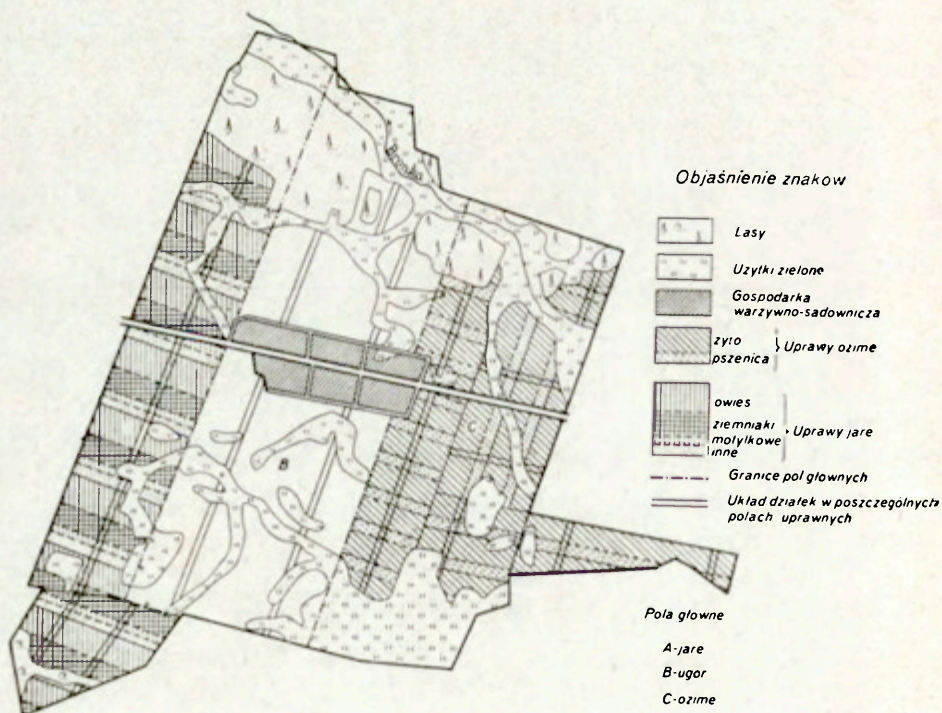 Objaśnienie znakow
Lasy
Uzytki zielone
Gospodarka
warzywno-sadownicza
zyto
pszenica
Uprawy ozime
owies
ziemniaki
motylkowe
inne
Uprawy jare
Granice pol głownych
Układ działek w poszczególnych
polach uprawnych
Pola głowne
A-jare
B-ugor
C-ozime
B
C